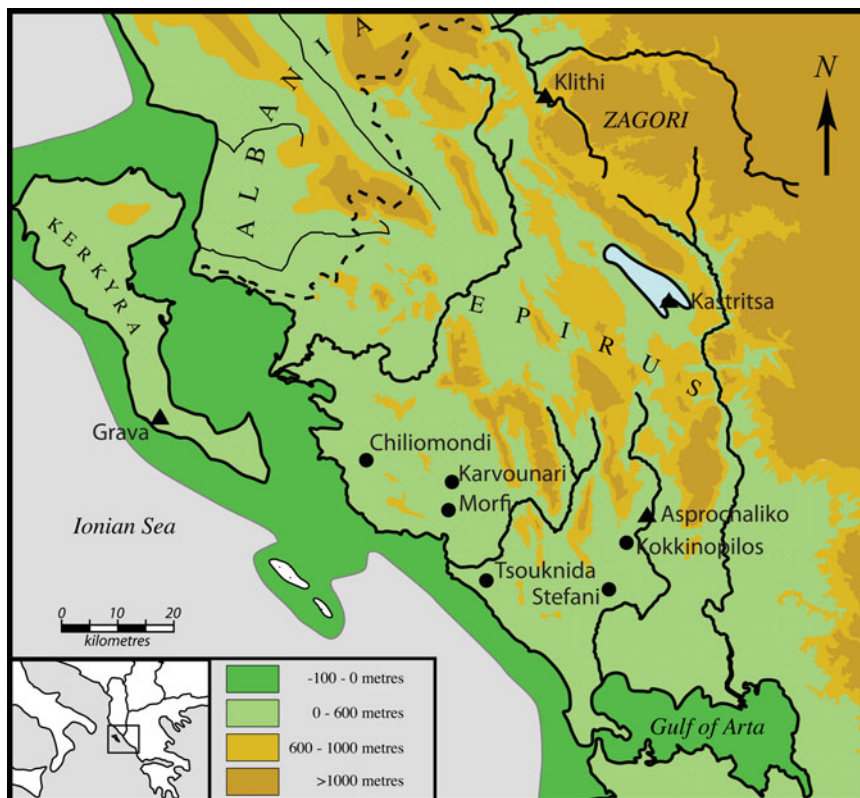 N
ALBANIA
Klithi
ZAGORI
KERKYRA
Kastritsa
EPIRUS
Grava
Chiliomondi
Karvounari
Morfi
Asprochaliko
Kokkinopilos
Ionian Sea
Tsouknida
Stefani
0 10 20
kilometres
-100 - 0 metres
0 - 600 metres
600 - 1000 metres
>1000 metres
Gulf of Arta